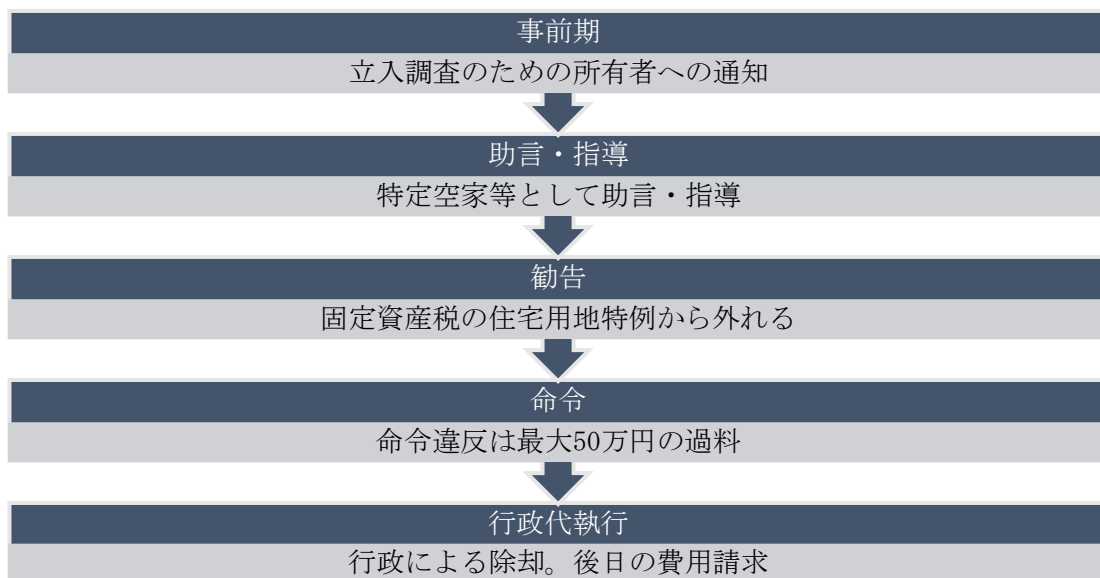 事前期
立入調査のための所有者への通知
助言・指導
特定空家等として助言・指導
勧告
固定資産税の住宅用地特例から外れる
命令
命令違反は最大50万円の過料
行政代執行
行政による除却。後日の費用請求